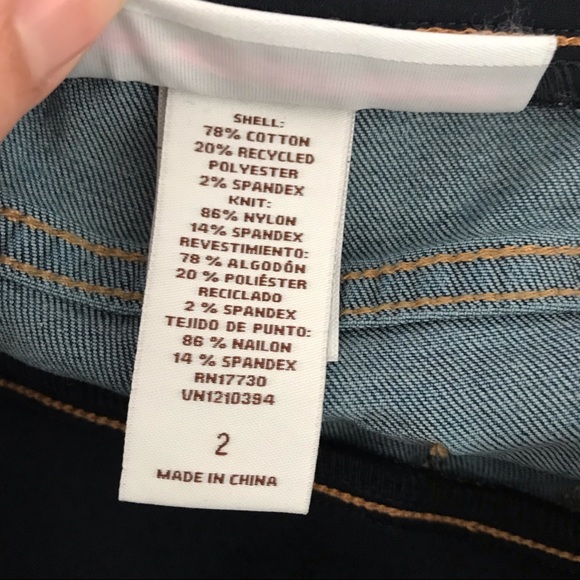 SHELL:
78% COTTON
20% RECYCLED
POLYESTER
2% SPANDEX
KNIT:
86% NYLON
14% SPANDEX
REVESTIMIENTO:
78 % ALGODÓN
20 % POLIÉSTER
RECICLADO
2 % SPANDEX
TEJIDO DE PUNTO:
86 % NAILON
14 % SPANDEX
RN17730
VN1210394
2
MADE IN CHINA